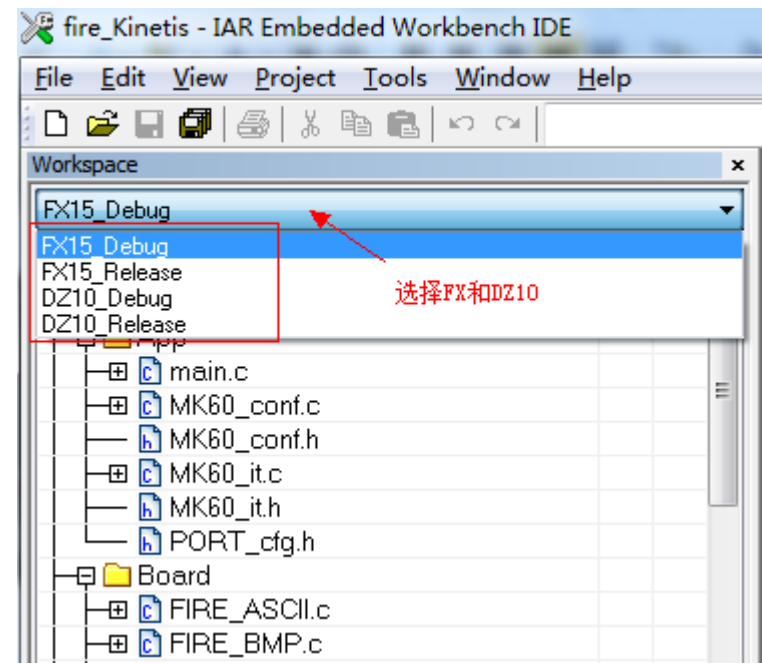 fire_Kinetis - IAR Embedded Workbench IDE
File Edit View Project Tools Window Help
Workspace
FX15_Debug
FX15_Debug
FX15_Release
DZ10_Debug
DZ10_Release
选择FX和DZ10
App
main.c
MK60_conf.c
MK60_conf.h
MK60_it.c
MK60_it.h
PORT_cfg.h
Board
FIRE_ASCII.c
FIRE_BMP.c